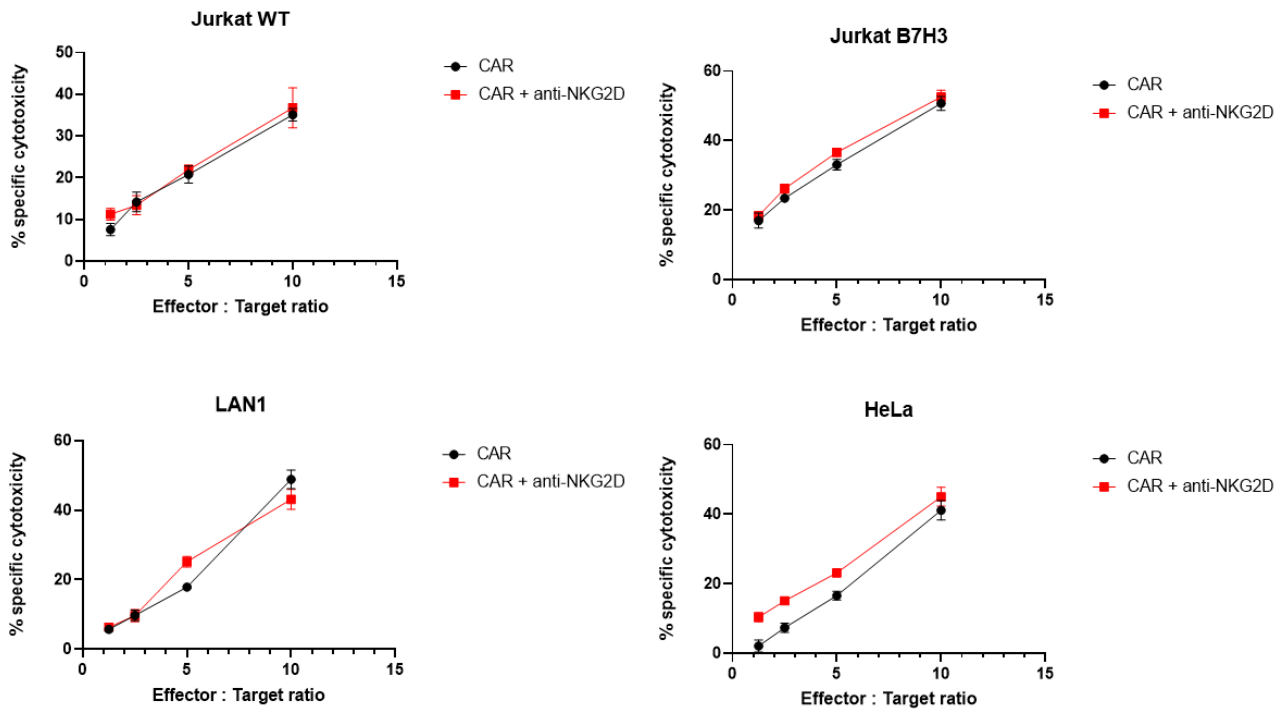 Jurkat WT
% specific cytotoxicity
50
40
30
20
10
0
0 5 10 15
Effector : Target ratio
CAR
CAR + anti-NKG2D
Jurkat B7H3
% specific cytotoxicity
60
40
20
0
0 5 10 15
Effector : Target ratio
CAR
CAR + anti-NKG2D
LAN1
% specific cytotoxicity
60
40
20
0
0 5 10 15
Effector : Target ratio
CAR
CAR + anti-NKG2D
HeLa
% specific cytotoxicity
60
40
20
0
0 5 10 15
Effector : Target ratio
CAR
CAR + anti-NKG2D